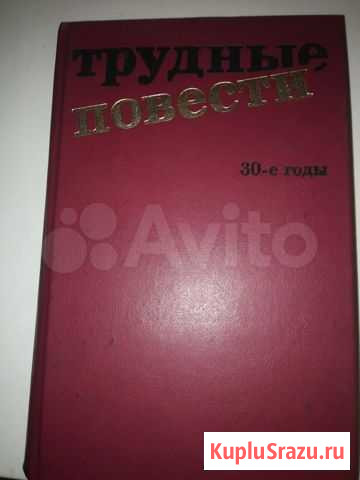 трудные
повести
30-е годы
Avito
KupluSrazu.ru